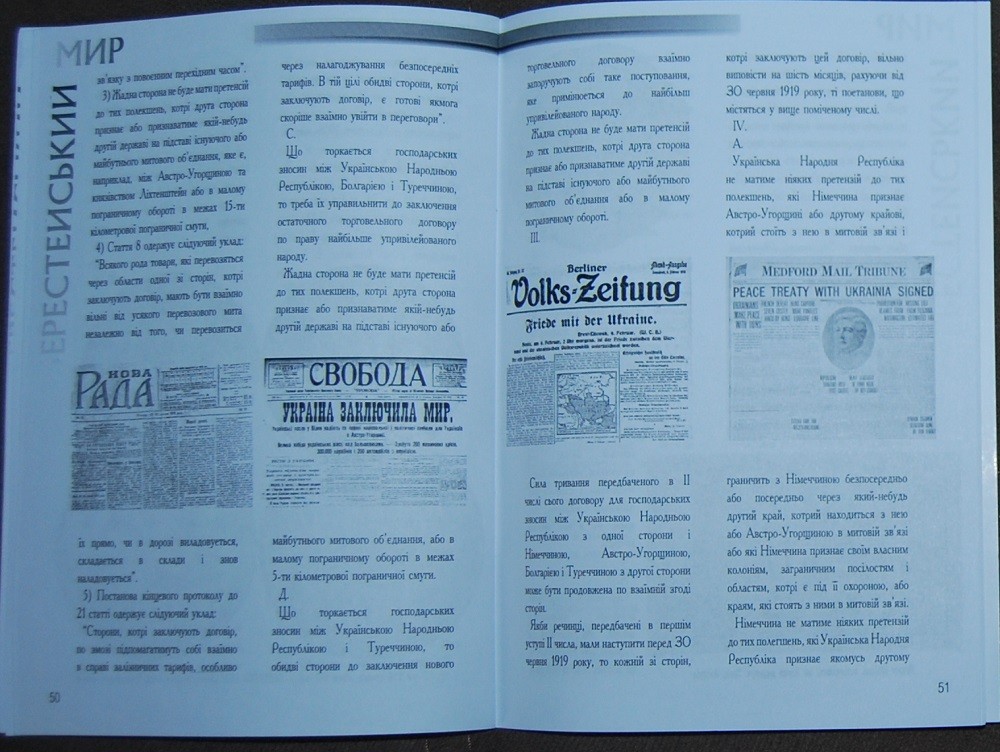 МИР
ЕРЕСТЕЙСЬКИЙ
зв'язку з повоєнним перехідним часом".
3) Жадна сторона не буде мати претенсій
до тих полекшень, котрі друга сторона
признає або признаватиме якій-небудь
другій державі на підставі існуючого або
майбутнього митового об'єднання, яке є,
наприклад, між Австро-Угорщиною та
князівством Ліхтенштейн або в малому
пограничному обороті в межах 15-ти
кілометрової пограничної смуги.
4) Стаття 8 одержує слідуючий уклад:
"Всякого рода товари, які перевозяться
через области одної зі сторін, котрі
заключають договір, мають бути взаїмно
вільні від усякого перевозового мита
незалежно від того, чи перевозиться
НОВА
РАДА
їх прямо, чи в дорозі виладовується,
складається в склади і знов
наладовується".
5) Постанова кінцевого протоколу до
21 статті одержує слідуючий уклад:
"Сторони, котрі заключають договір,
по змозі підпомагатимуть собі взаїмно
в справі залізничних тарифів, особливо
50
через налагоджування безпосередніх
тарифів. В тій цілі обидві сторони, котрі
заключають договір, є готові якмога
скоріше взаїмно увійти в переговори".
С.
Що торкається господарських
зносин між Українською Народньою
Республікою, Болгарією і Туреччиною,
то треба їх управильнити до заключення
остаточного торговельного договору
по праву найбільше упривілейованого
народу.
Жадна сторона не буде мати претенсій
до тих полекшень, котрі друга сторона
признає або признаватиме якій-небудь
другій державі на підставі існуючого або
СВОБОДА
УКРАЇНА ЗАКЛЮЧИЛА МИР.
майбутнього митового об'єднання, або в
малому пограничному обороті в межах
5-ти кілометрової пограничної смуги.
Д.
Що торкається господарських
зносин між Українською Народньою
Республікою і Туреччиною, то
обидві сторони до заключення нового
торговельного договору взаїмно
запоручують собі таке поступовання,
яке примінюється до найбільш
упривілейованого народу.
Жадна сторона не буде мати претенсій
до тих полекшень, котрі друга сторона
признає або признаватиме другій державі
на підставі існуючого або майбутнього
митового об'єднання або в малому
пограничному обороті.
III.
Berliner
Volks-Zeitung
Friede mit der Ukraine.
Сила тривання передбаченого в II
числі сього договору для господарських
зносин між Українською Народньою
Республікою з одної сторони і
Німеччиною, Австро-Угорщиною,
Болгарією і Туреччиною з другої сторони
може бути продовжена по взаїмній згоді
сторін.
Якби речинці, передбачені в першім
уступі II числа, мали наступити перед 30
червня 1919 року, то кожній зі сторін,
котрі заключують цей договір, вільно
виповісти на шість місяців, рахуючи від
30 червня 1919 року, ті поетанови, що
містяться у вище поміченому числі.
IV.
А.
Українська Народня Республіка
не матиме ніяких претензій до тих
полекшень, які Німеччина признає
Австро-Угорщині або другому крайові,
котрий стоїть з нею в митовій зв'язі і
MEDFORD MAIL TRIBUNE
PEACE TREATY WITH UKRAINIA SIGNED
граничить з Німеччиною безпосередньо
або посередньо через який-небудь
другий край, котрий находиться з нею
або Австро-Угорщиною в митовій зв'язі
або які Німеччина признає своїм власним
колоніям, заграничним посілостям і
областям, котрі є під її охороною, або
краям, які стоять з ними в митовій зв'язі.
Німеччина не матиме ніяких претензій
до тих полегшень, які Українська Народня
Республіка признає якомусь другому
51